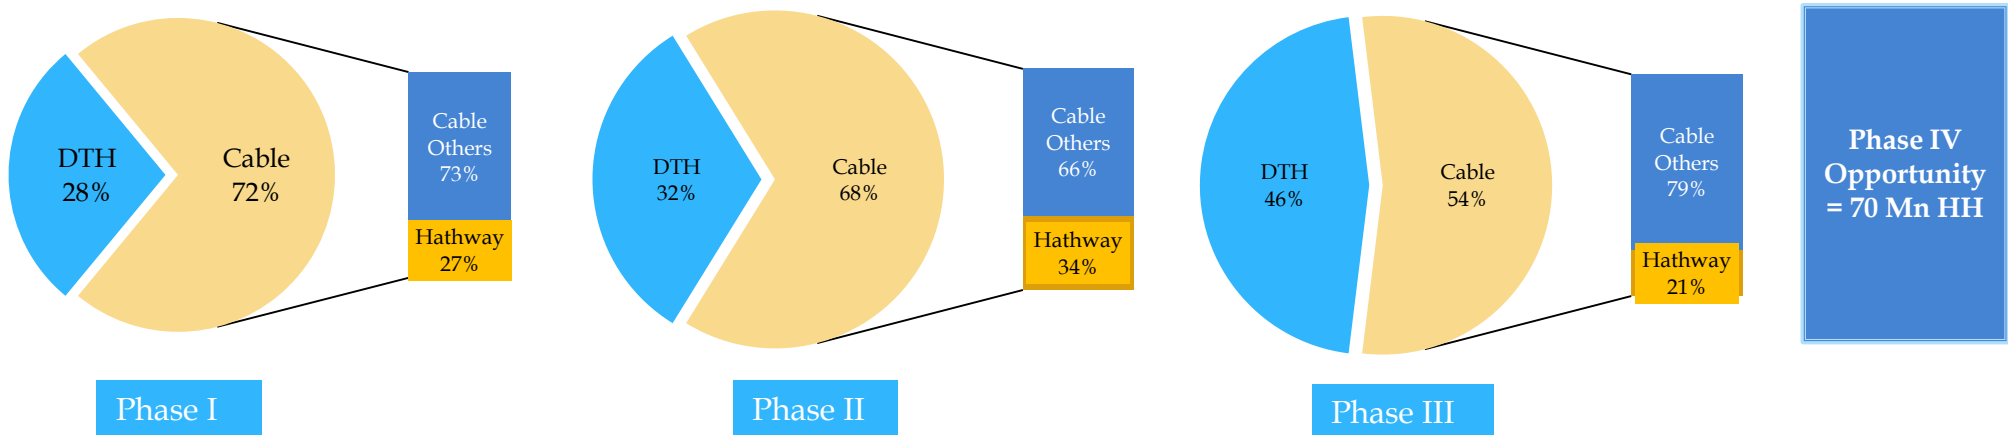 DTH
28%
Cable
72%
Cable
Others
73%
Hathway
27%
Phase I
DTH
32%
Cable
68%
Cable
Others
66%
Hathway
34%
Phase II
DTH
46%
Cable
54%
Cable
Others
79%
Hathway
21%
Phase III
Phase IV
Opportunity
= 70 Mn HH